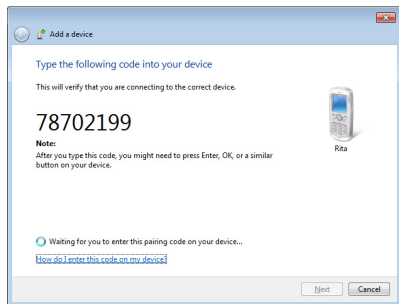 Add a device
Type the following code into your device
This will verify that you are connecting to the correct device.
78702199
Note:
After you type this code, you might need to press Enter, OK, or a similar
button on your device.
Rita
Waiting for you to enter this pairing code on your device...
How do I enter this code on my device?
Next Cancel